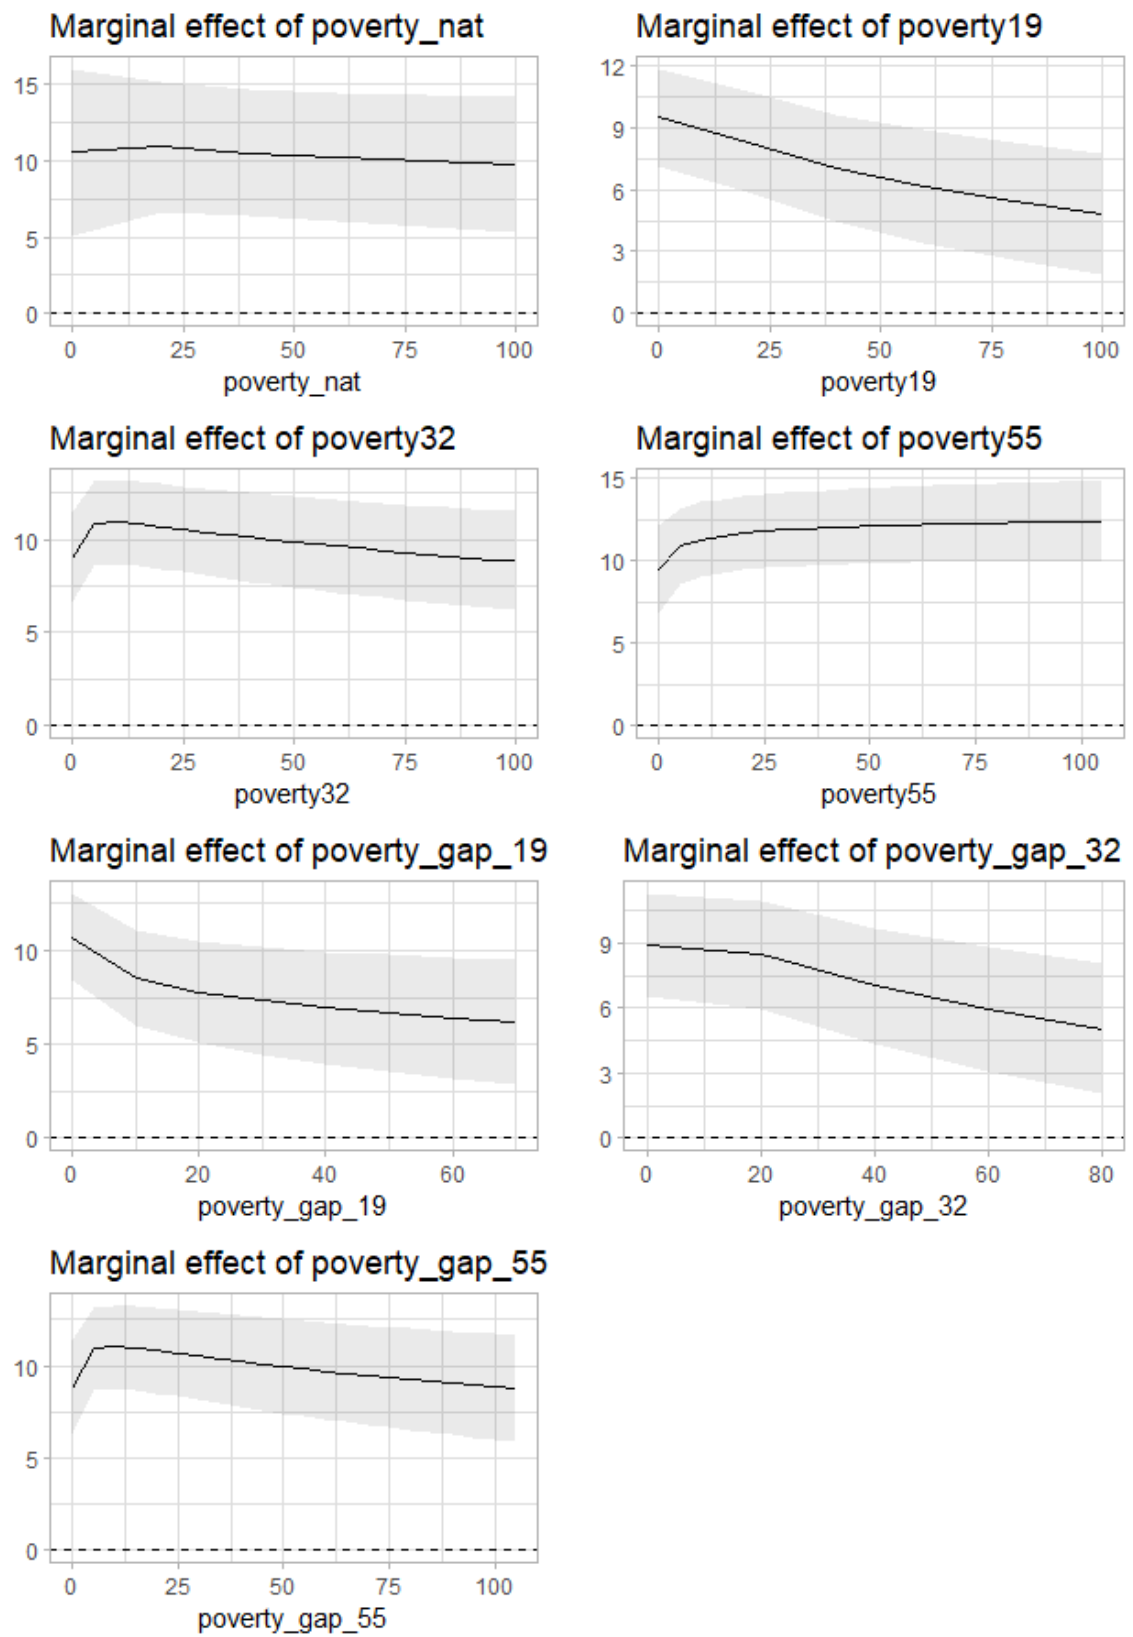 Marginal effect of poverty_nat
15
10
5
0
0 25 50 75 100
poverty_nat
Marginal effect of poverty19
12
9
6
3
0
0 25 50 75 100
poverty19
Marginal effect of poverty32
10
5
0
0 25 50 75 100
poverty32
Marginal effect of poverty55
15
10
5
0
0 25 50 75 100
poverty55
Marginal effect of poverty_gap_19
10
5
0
0 20 40 60
poverty_gap_19
Marginal effect of poverty_gap_32
9
6
3
0
0 20 40 60 80
poverty_gap_32
Marginal effect of poverty_gap_55
10
5
0
0 25 50 75 100
poverty_gap_55